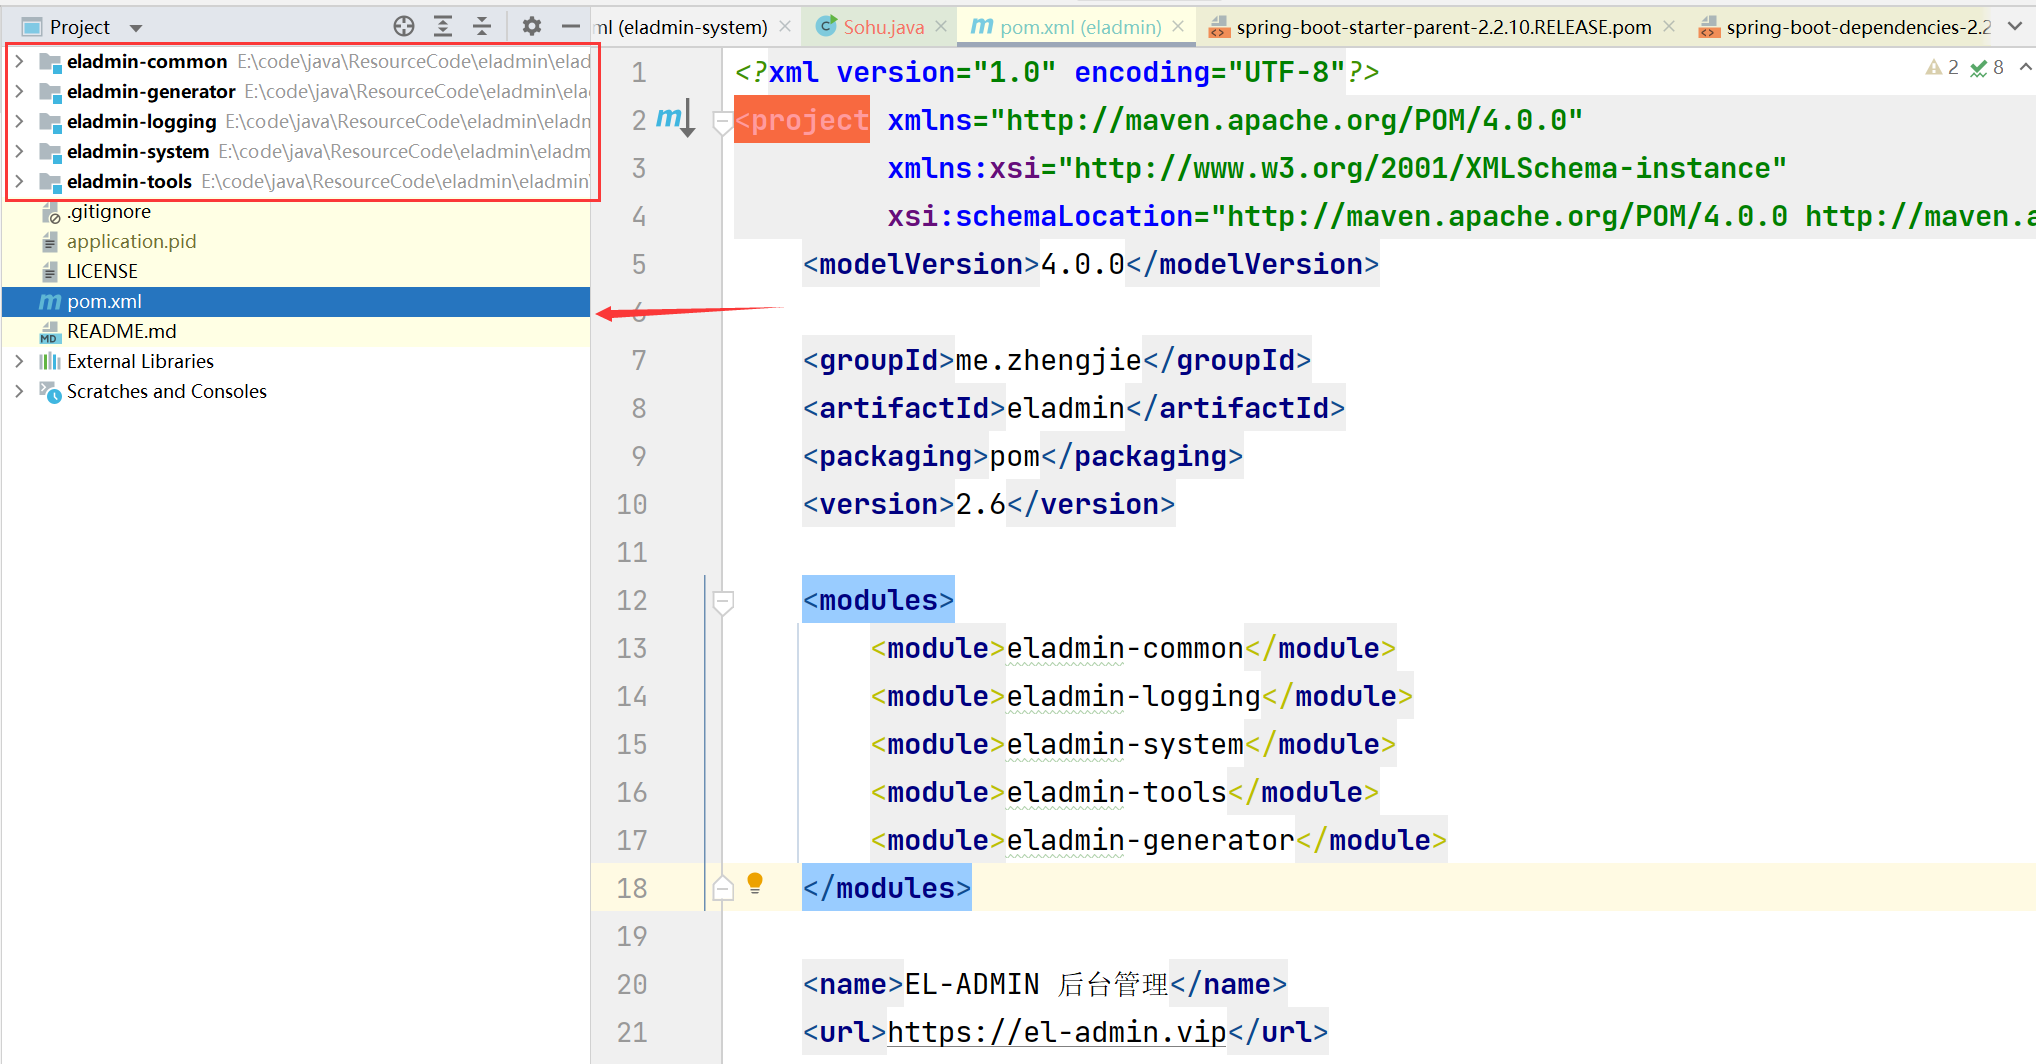 Project
ml (eladmin-system)
Sohu.java
pom.xml (eladmin)
spring-boot-starter-parent-2.2.10.RELEASE.pom
spring-boot-dependencies-2.2
eladmin-common E:\code\java\ResourceCode\eladmin\elad
eladmin-generator E:\code\java\ResourceCode\eladmin\ela
eladmin-logging E:\code\java\ResourceCode\eladmin\eladn
eladmin-system E:\code\java\ResourceCode\eladmin\eladm
eladmin-tools E:\code\java\ResourceCode\eladmin\eladmin\
.gitignore
application.pid
LICENSE
pom.xml
README.md
External Libraries
Scratches and Consoles
2 8
1 <?xml version="1.0" encoding="UTF-8"?>
2 <project xmlns="http://maven.apache.org/POM/4.0.0"
3 xmlns:xsi="http://www.w3.org/2001/XMLSchema-instance"
4 xsi:schemaLocation="http://maven.apache.org/POM/4.0.0 http://maven.a
5 <modelVersion>4.0.0</modelVersion>
6
7 <groupId>me.zhengjie</groupId>
8 <artifactId>eladmin</artifactId>
9 <packaging>pom</packaging>
10 <version>2.6</version>
11
12 <modules>
13 <module>eladmin-common</module>
14 <module>eladmin-logging</module>
15 <module>eladmin-system</module>
16 <module>eladmin-tools</module>
17 <module>eladmin-generator</module>
18 </modules>
19
20 <name>EL-ADMIN 后台管理</name>
21 <url>https://el-admin.vip</url>